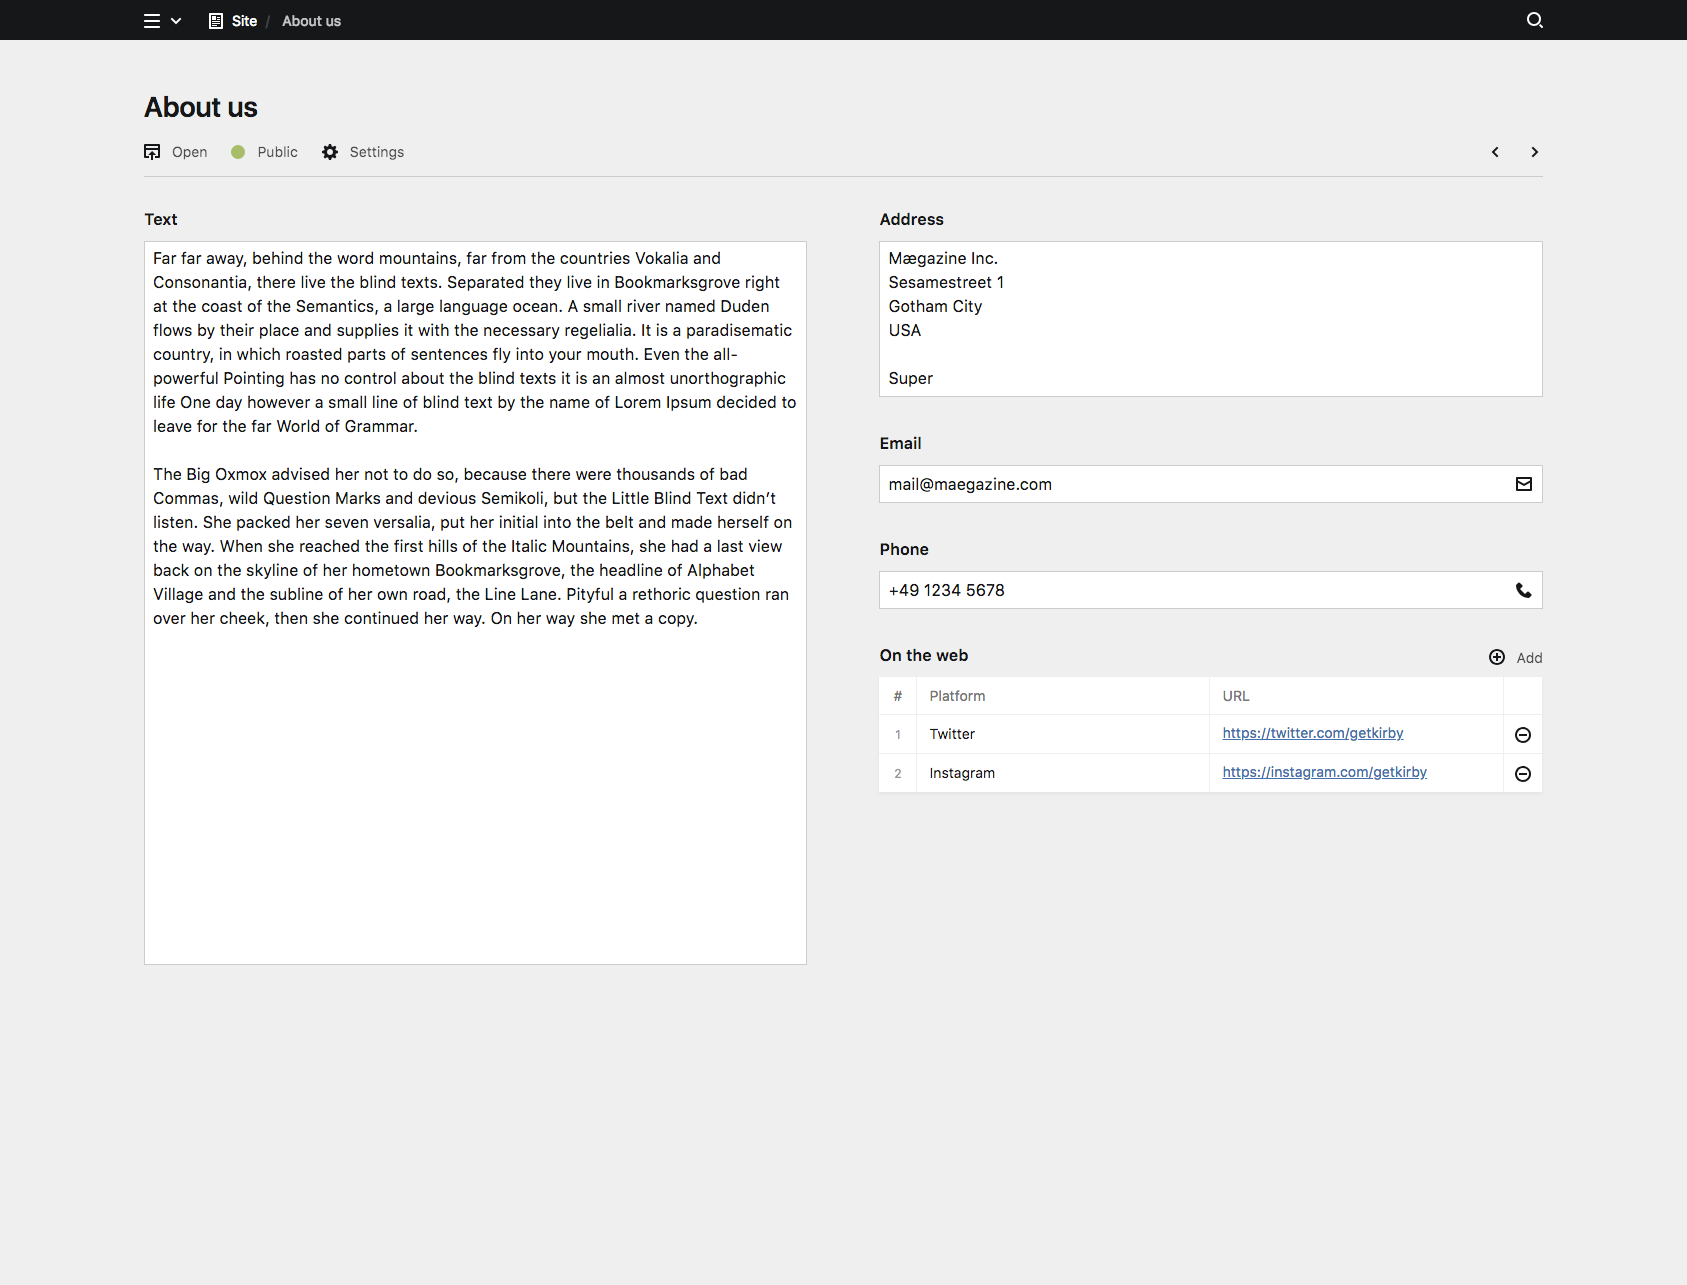 Site / About us
About us
Open Public Settings
Text
Far far away, behind the word mountains, far from the countries Vokalia and
Consonantia, there live the blind texts. Separated they live in Bookmarksgrove right
at the coast of the Semantics, a large language ocean. A small river named Duden
flows by their place and supplies it with the necessary regelialia. It is a paradisematic
country, in which roasted parts of sentences fly into your mouth. Even the all-
powerful Pointing has no control about the blind texts it is an almost unorthographic
life One day however a small line of blind text by the name of Lorem Ipsum decided to
leave for the far World of Grammar.
The Big Oxmox advised her not to do so, because there were thousands of bad
Commas, wild Question Marks and devious Semikoli, but the Little Blind Text didn’t
listen. She packed her seven versalia, put her initial into the belt and made herself on
the way. When she reached the first hills of the Italic Mountains, she had a last view
back on the skyline of her hometown Bookmarksgrove, the headline of Alphabet
Village and the subline of her own road, the Line Lane. Pityful a rethoric question ran
over her cheek, then she continued her way. On her way she met a copy.
Address
Mægazine Inc.
Sesamestreet 1
Gotham City
USA
Super
Email
mail@maegazine.com
Phone
+49 1234 5678
On the web
Add
# Platform URL
1 Twitter https://twitter.com/getkirby
2 Instagram https://instagram.com/getkirby